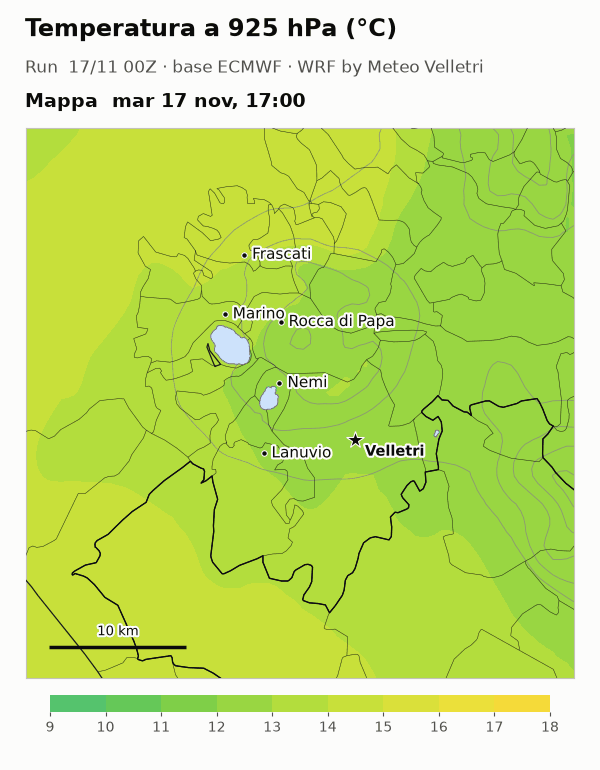 Temperatura a 925 hPa (°C)
Run  17/11 00Z · base ECMWF · WRF by Meteo Velletri
Mappa  mar 17 nov, 17:00
Frascati
Marino
Rocca di Papa
Nemi
Velletri
Lanuvio
10 km
9 10 11 12 13 14 15 16 17 18